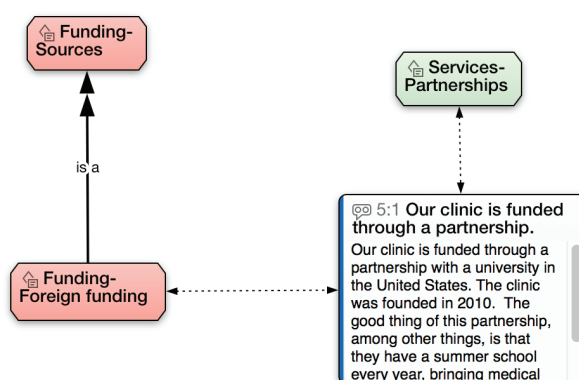 Funding-
Sources
Services-
Partnerships
is a
5:1 Our clinic is funded
through a partnership.
Funding-
Foreign funding
Our clinic is funded through a
partnership with a university in
the United States. The clinic
was founded in 2010.  The
good thing of this partnership,
among other things, is that
they have a summer school
every year, bringing medical